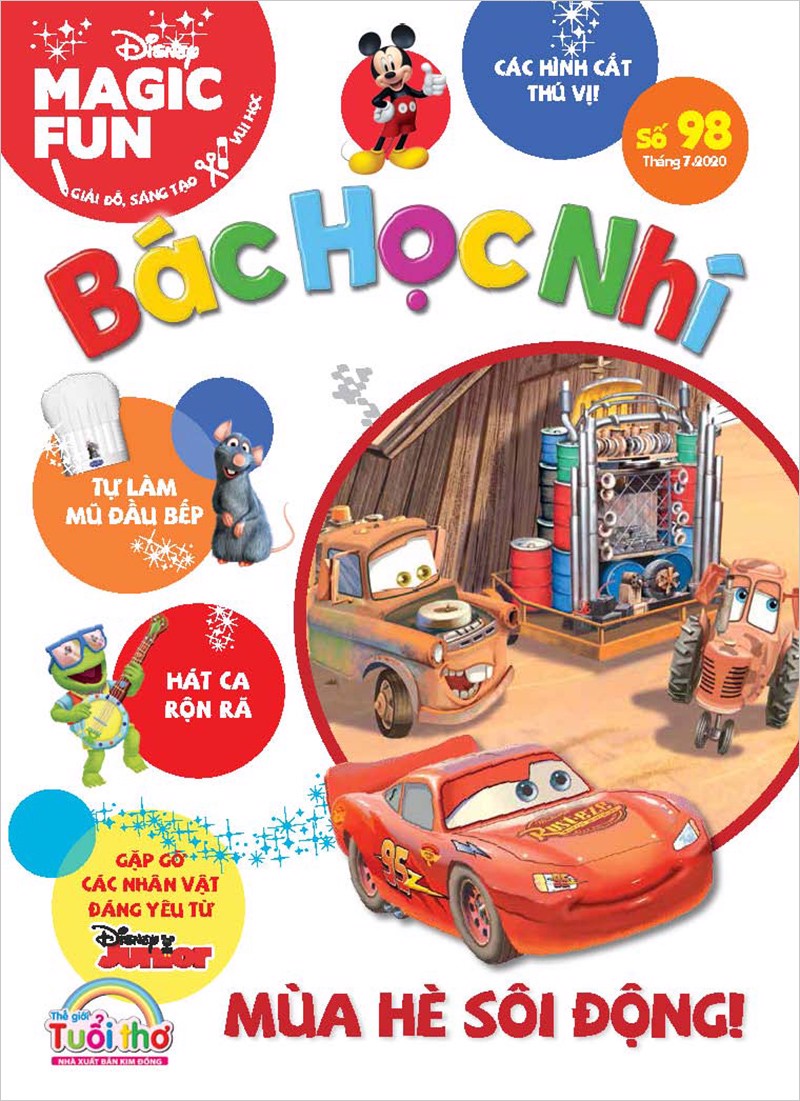 Disney
MAGIC
FUN
GIẢI ĐỐ, SÁNG TẠO
VUI HỌC
CÁC HÌNH CẮT
THÚ VỊ!
Số 98
Tháng 7.2020
Bác Học Nhí
TỰ LÀM
MŨ ĐẦU BẾP
HÁT CA
RỘN RÃ
RUST-EZE
95
GẶP GỠ
CÁC NHÂN VẬT
ĐÁNG YÊU TỪ
Disney
JUNIOR
Thế giới
Tuổi thơ
NHÀ XUẤT BẢN KIM ĐỒNG
MÙA HÈ SÔI ĐỘNG!